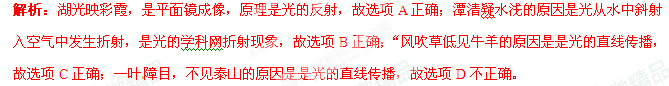 解析：湖光映彩霞，是平面镜成像，原理是光的反射，故选项 A 正确；潭清疑水浅的原因是光从水中斜射
入空气中发生折射，是光的学科网折射现象，故选项 B 正确；“风吹草低见牛羊的原因是是光的直线传播，
故选项 C 正确；一叶障目，不见泰山的原因是是光的直线传播，故选项 D 不正确。